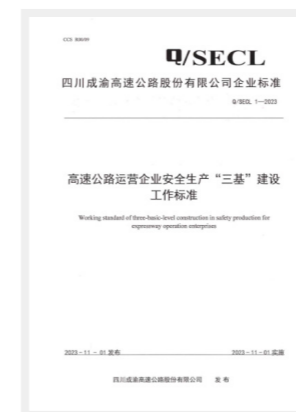 Q/SECL
四川成渝高速公路股份有限公司企业标准
Q/SECL 1—2023
高速公路运营企业安全生产“三基”建设
工作标准
Working standard of three-basic-level construction in safety production for
expressway operation enterprises
2023-11-01发布
2023-11-01实施
四川成渝高速公路股份有限公司 发布